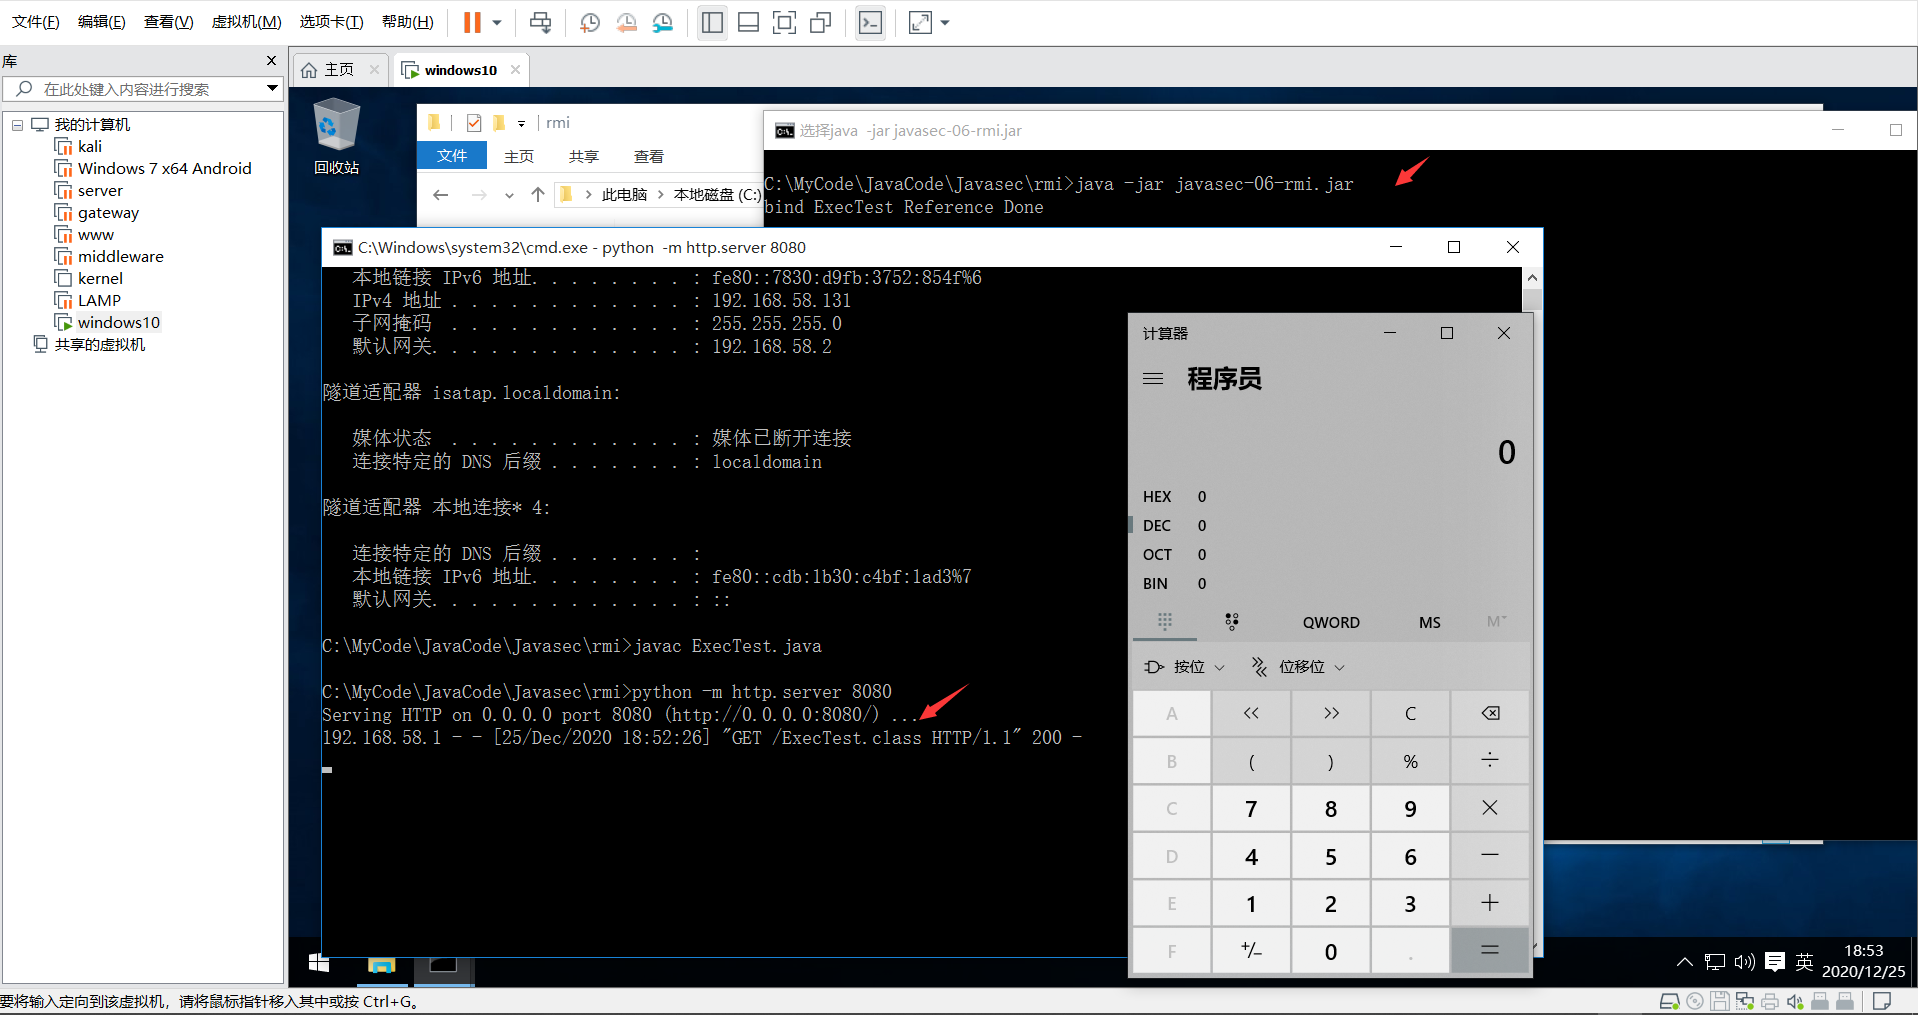 文件(F) 编辑(E) 查看(V) 虚拟机(M) 选项卡(T) 帮助(H)
库
在此处键入内容进行搜索
我的计算机
kali
Windows 7 x64 Android
server
gateway
www
middleware
kernel
LAMP
windows10
共享的虚拟机
主页
windows10
回收站
rmi
文件 主页 共享 查看
此电脑 本地磁盘 (C:)
选择java  -jar javasec-06-rmi.jar
C:\MyCode\JavaCode\Javasec\rmi>java -jar javasec-06-rmi.jar
bind ExecTest Reference Done
C:\Windows\system32\cmd.exe - python  -m http.server 8080
本地链接 IPv6 地址. . . . . . . . : fe80::7830:d9fb:3752:854f%6
IPv4 地址 . . . . . . . . . . . . : 192.168.58.131
子网掩码  . . . . . . . . . . . . : 255.255.255.0
默认网关. . . . . . . . . . . . . : 192.168.58.2
隧道适配器 isatap.localdomain:
媒体状态  . . . . . . . . . . . . : 媒体已断开连接
连接特定的 DNS 后缀 . . . . . . . : localdomain
隧道适配器 本地连接* 4:
连接特定的 DNS 后缀 . . . . . . . :
本地链接 IPv6 地址. . . . . . . . : fe80::cdb:1b30:c4bf:1ad3%7
默认网关. . . . . . . . . . . . . : ::
C:\MyCode\JavaCode\Javasec\rmi>javac ExecTest.java
C:\MyCode\JavaCode\Javasec\rmi>python -m http.server 8080
Serving HTTP on 0.0.0.0 port 8080 (http://0.0.0.0:8080/) ...
192.168.58.1 - - [25/Dec/2020 18:52:26] "GET /ExecTest.class HTTP/1.1" 200 -
计算器
程序员
0
HEX 0
DEC 0
OCT 0
BIN 0
QWORD MS M˅
按位 位移位
A << >> C ⌫
B ( ) % ÷
C 7 8 9 ×
D 4 5 6 −
E 1 2 3 +
F +/− 0 . =
英
18:53
2020/12/25
要将输入定向到该虚拟机，请将鼠标指针移入其中或按 Ctrl+G。